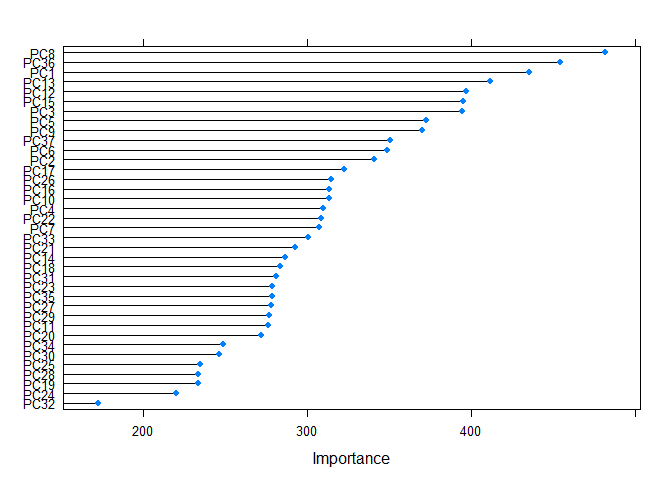 PC8
PC36
PC1
PC13
PC12
PC15
PC3
PC5
PC9
PC37
PC6
PC2
PC17
PC26
PC16
PC10
PC4
PC22
PC7
PC33
PC21
PC14
PC18
PC31
PC23
PC35
PC27
PC29
PC11
PC20
PC34
PC30
PC25
PC28
PC19
PC24
PC32
200 300 400
Importance